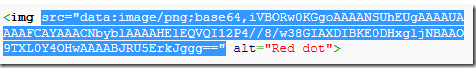 <img src="data:image/png;base64,iVBORw0KGgoAAAANSUhEUgAAAAUA
AAAFCAYAAACNbyblAAAAHElEQVQI12P4//8/w38GIAXDIBKE0DHxgljNBAAO
9TXL0Y4OHwAAAABJRU5ErkJggg==" alt="Red dot">